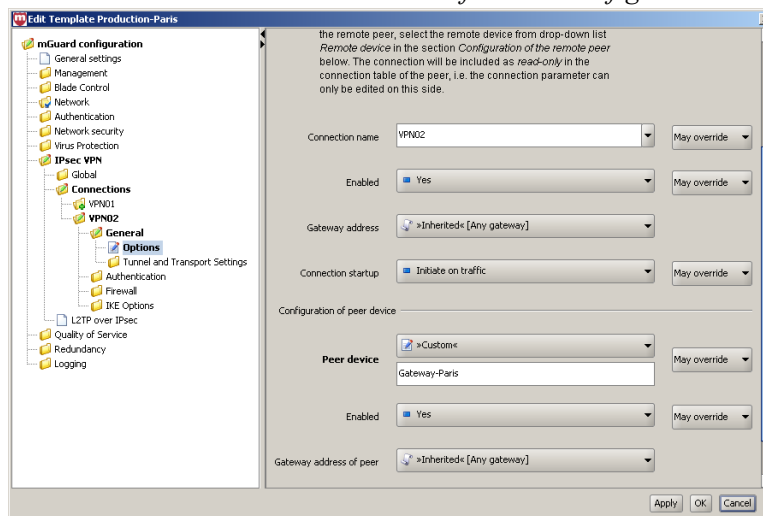 Edit Template Production-Paris
mGuard configuration
General settings
Management
Blade Control
Network
Authentication
Network security
Virus Protection
IPsec VPN
Global
Connections
VPN01
VPN02
General
Options
Tunnel and Transport Settings
Authentication
Firewall
IKE Options
L2TP over IPsec
Quality of Service
Redundancy
Logging
the remote peer, select the remote device from drop-down list
Remote device in the section Configuration of the remote peer
below. The connection will be included as read-only in the
connection table of the peer, i.e. the connection parameter can
only be edited on this side.
Connection name VPN02 May override
Enabled Yes May override
Gateway address »Inherited« [Any gateway]
Connection startup Initiate on traffic May override
Configuration of peer device
Peer device »Custom« May override
Gateway-Paris
Enabled Yes May override
Gateway address of peer »Inherited« [Any gateway]
Apply OK Cancel